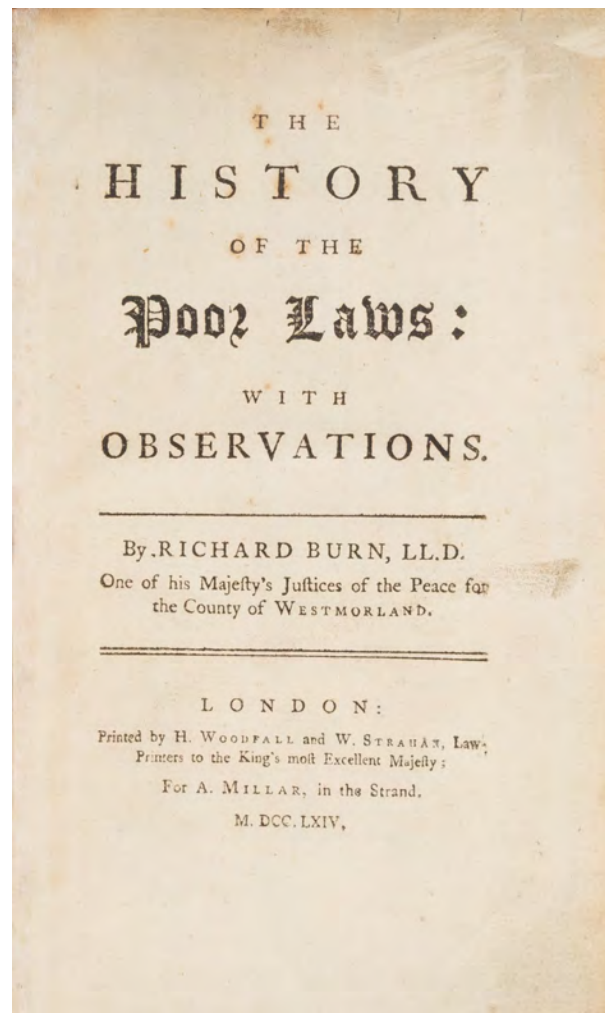 THE
HISTORY
OF THE
Poor Laws:
WITH
OBSERVATIONS.
By RICHARD BURN, LL.D.
One of his Majeſty's Juſtices of the Peace for
the County of WESTMORLAND.
LONDON:
Printed by H. WOODFALL and W. STRAHAN, Law-
Printers to the King's moſt Excellent Majeſty;
For A. MILLAR, in the Strand.
M. DCC. LXIV.